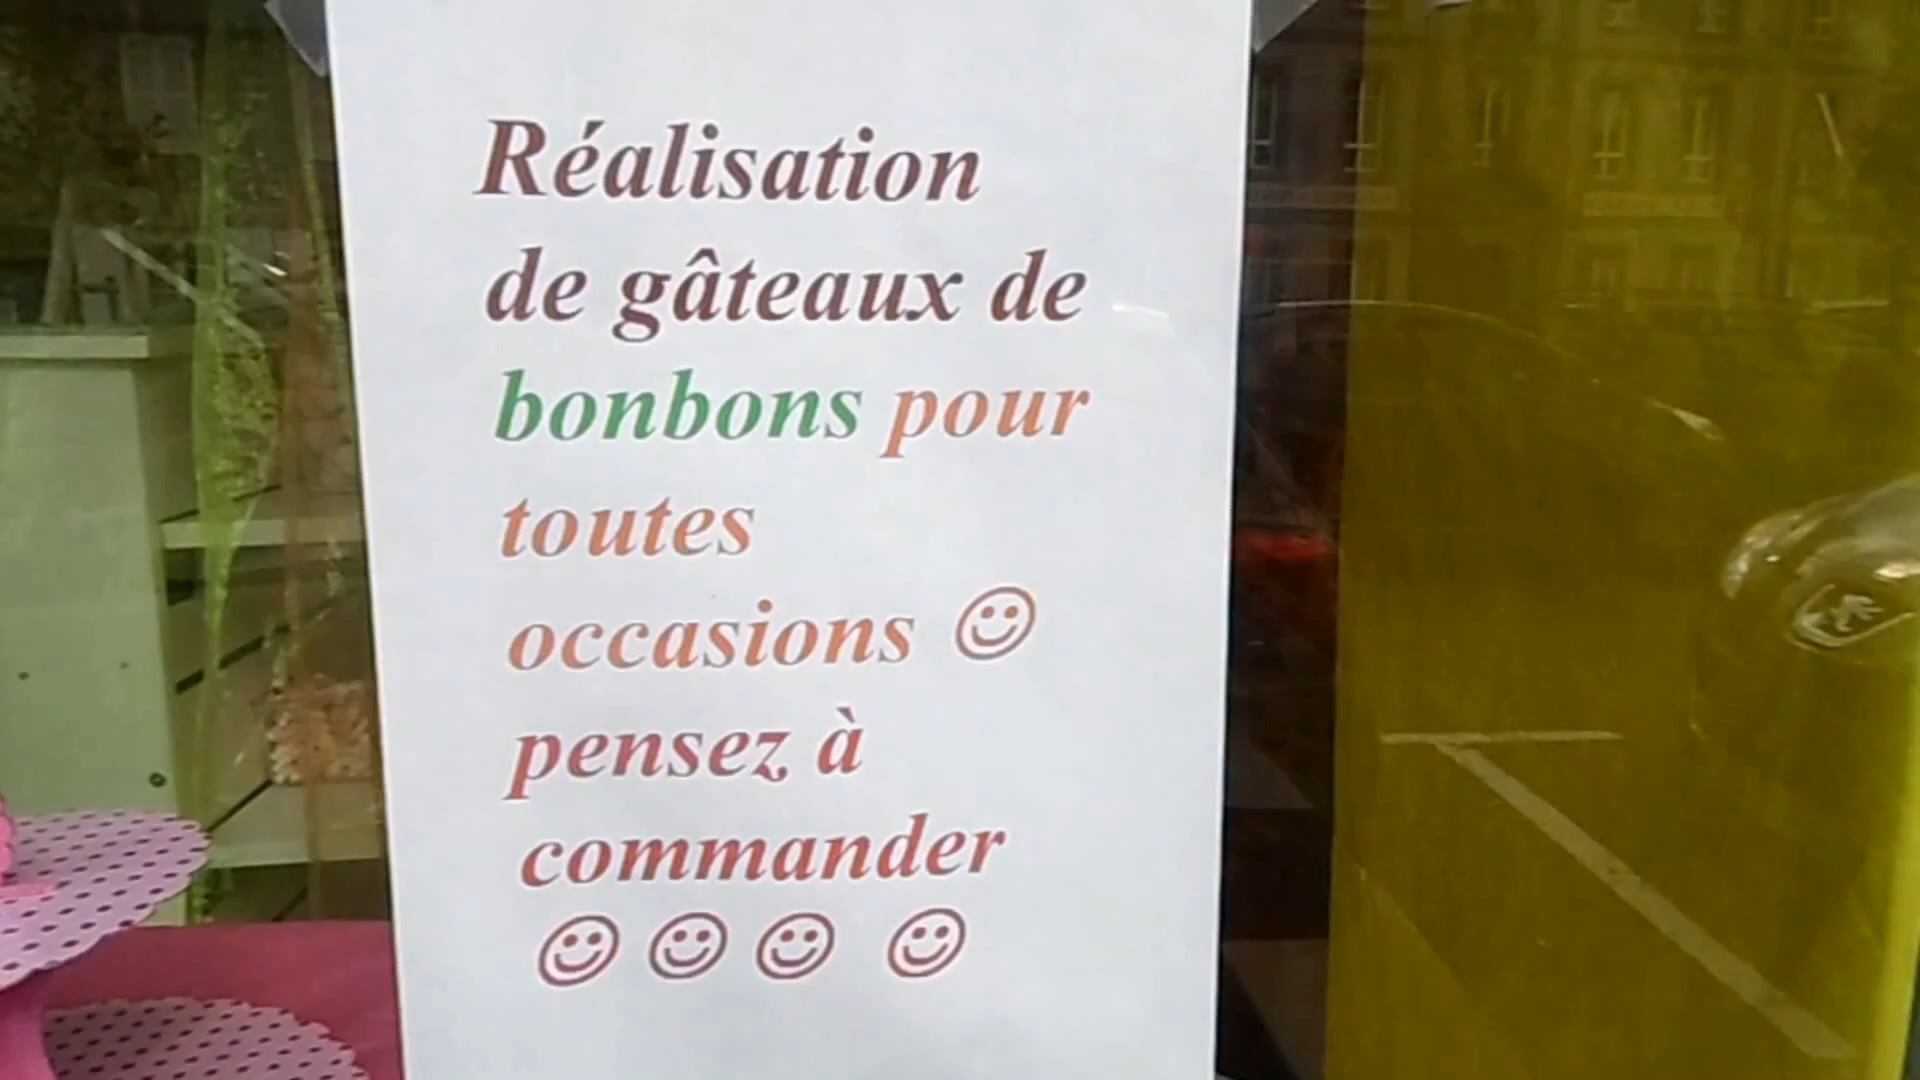 Réalisation
de gâteaux de
bonbons pour
toutes
occasions ☺
pensez à
commander
☺ ☺ ☺ ☺